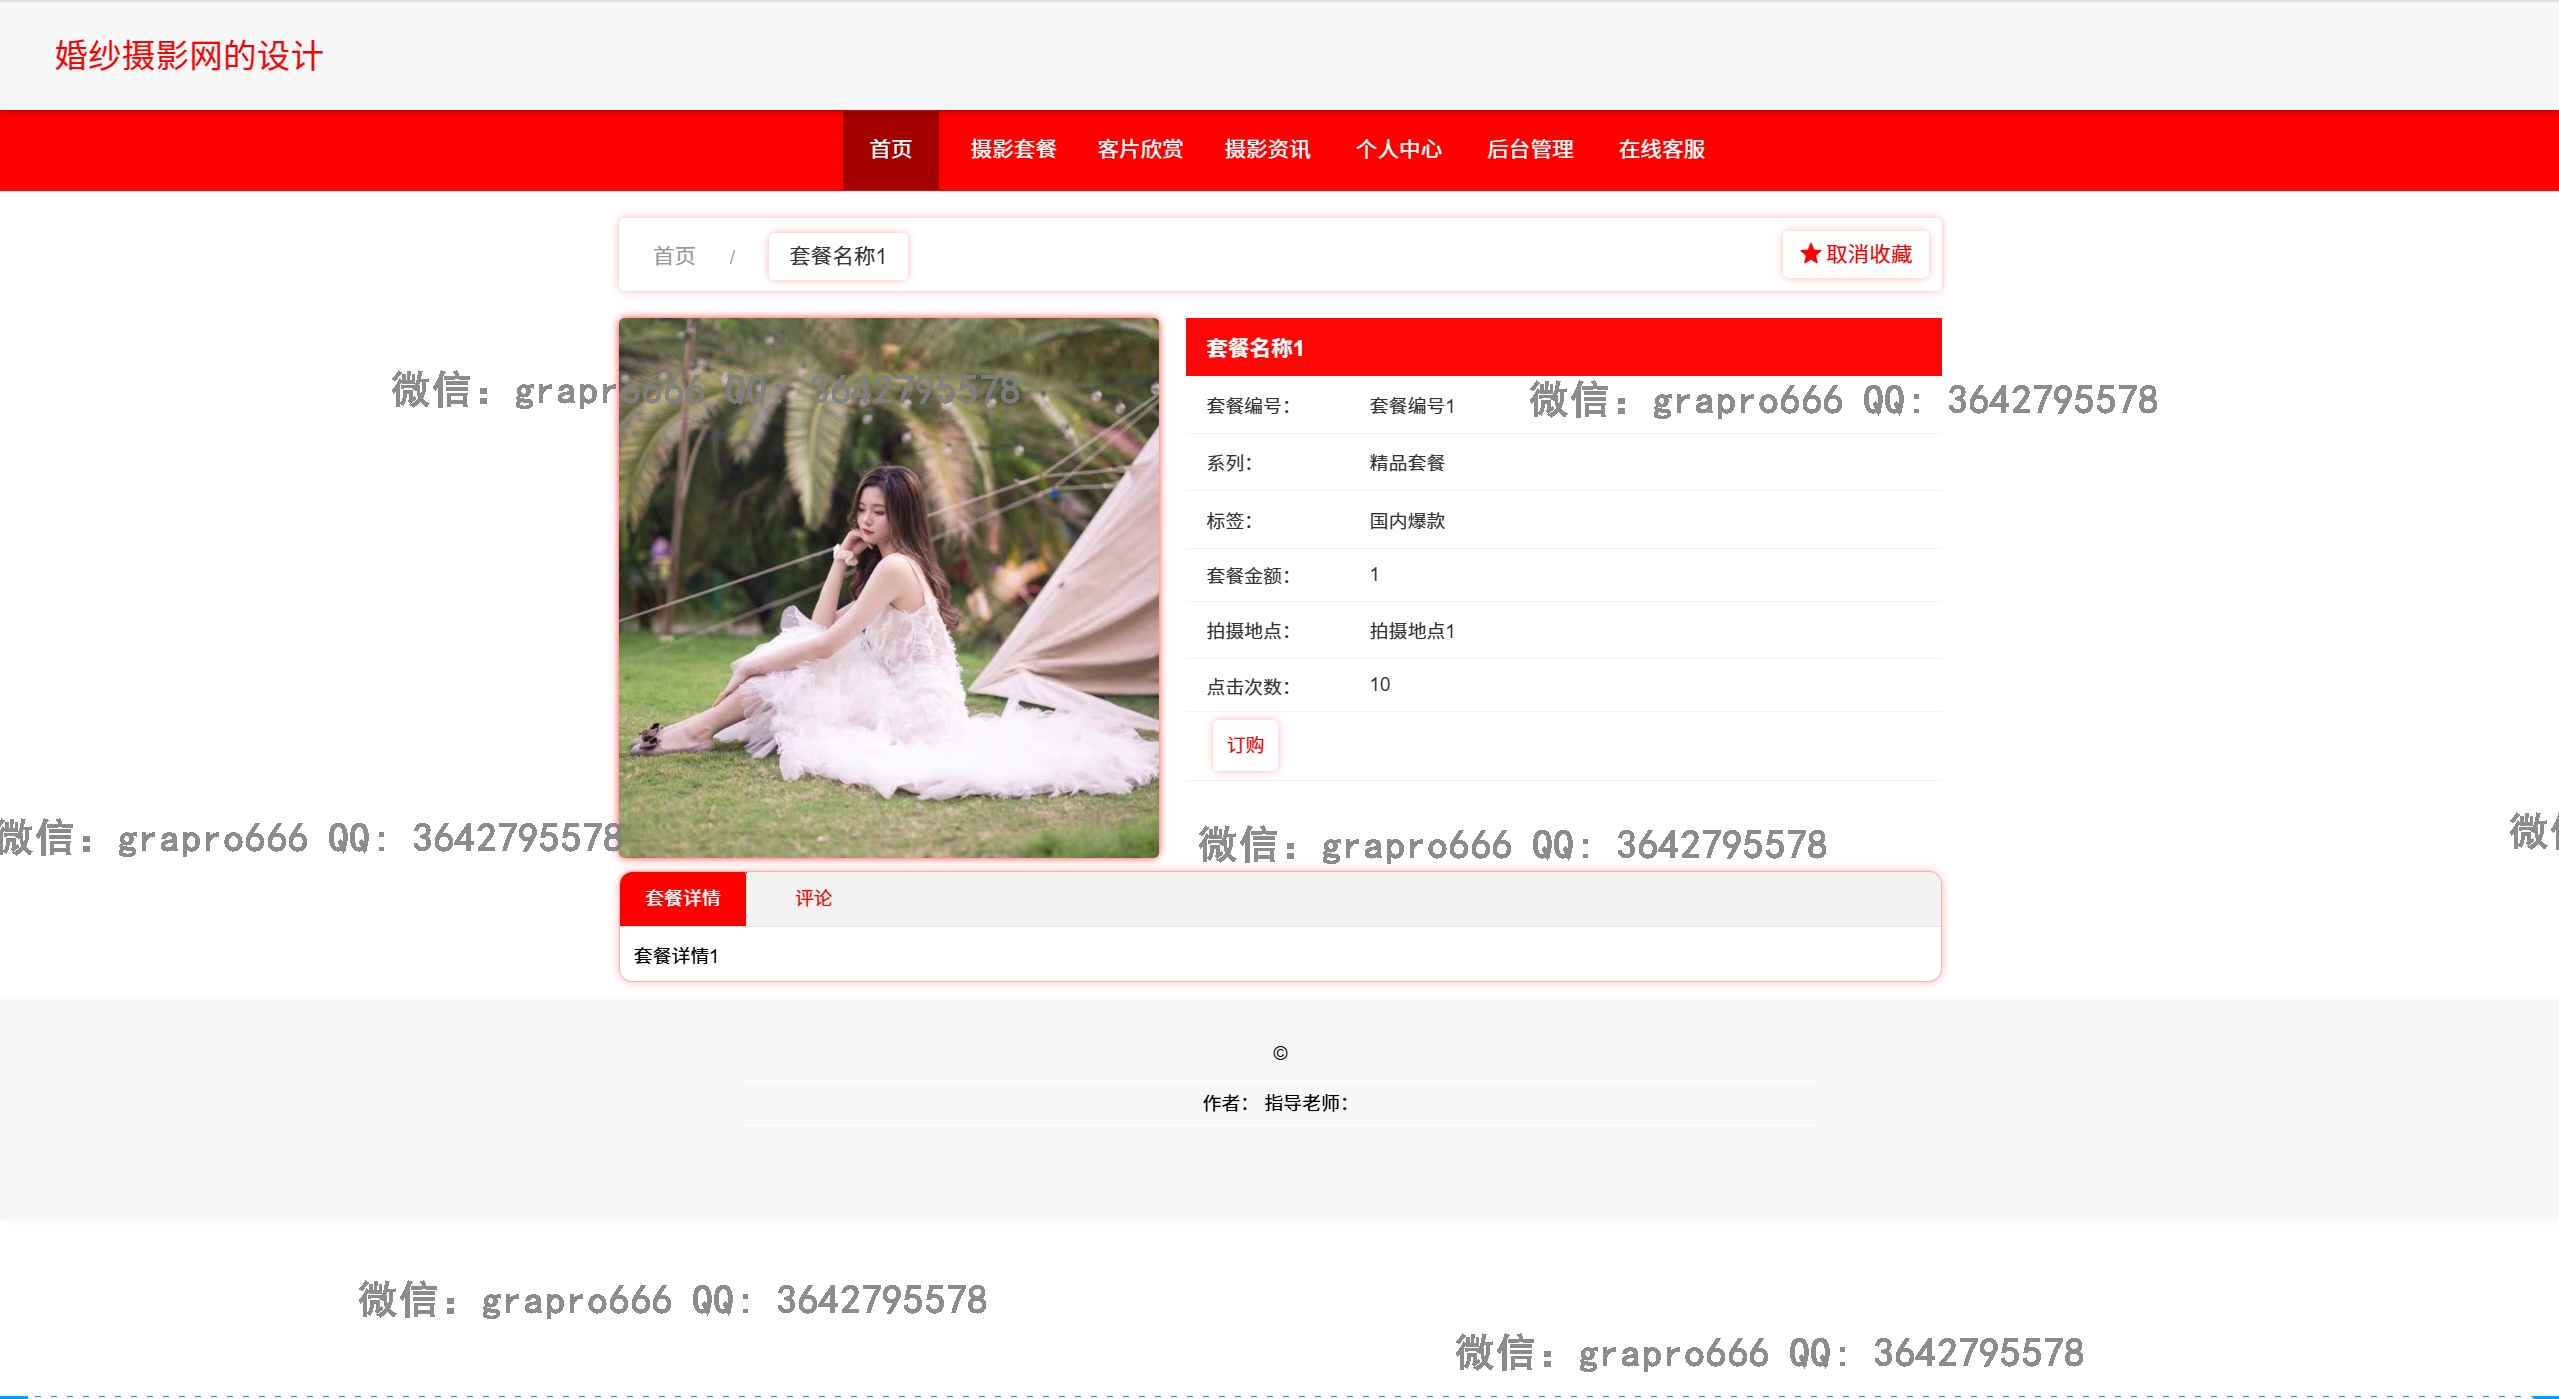 婚纱摄影网的设计
首页 摄影套餐 客片欣赏 摄影资讯 个人中心 后台管理 在线客服
首页 / 套餐名称1 ★取消收藏
套餐名称1
微信：grapro666 QQ: 3642795578
微信：grapro666 QQ: 3642795578
套餐编号： 套餐编号1
系列： 精品套餐
标签： 国内爆款
套餐金额： 1
拍摄地点： 拍摄地点1
点击次数： 10
订购
微信：grapro666 QQ: 3642795578
微信：grapro666 QQ: 3642795578
微
套餐详情 评论
套餐详情1
©
作者： 指导老师：
微信：grapro666 QQ: 3642795578
微信：grapro666 QQ: 3642795578